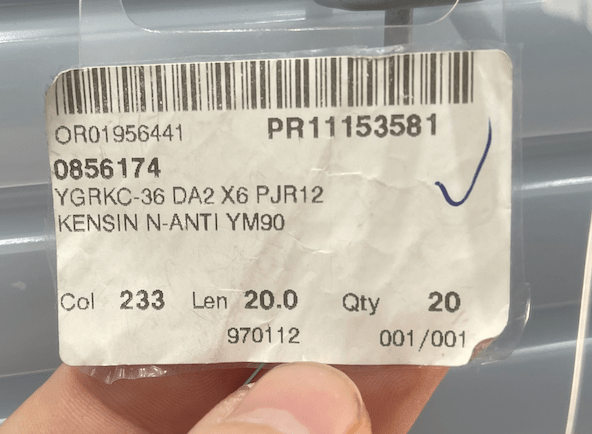 OR01956441 PR11153581
0856174
YGRKC-36 DA2 X6 PJR12
KENSIN N-ANTI YM90
Col 233 Len 20.0 Qty 20
970112 001/001